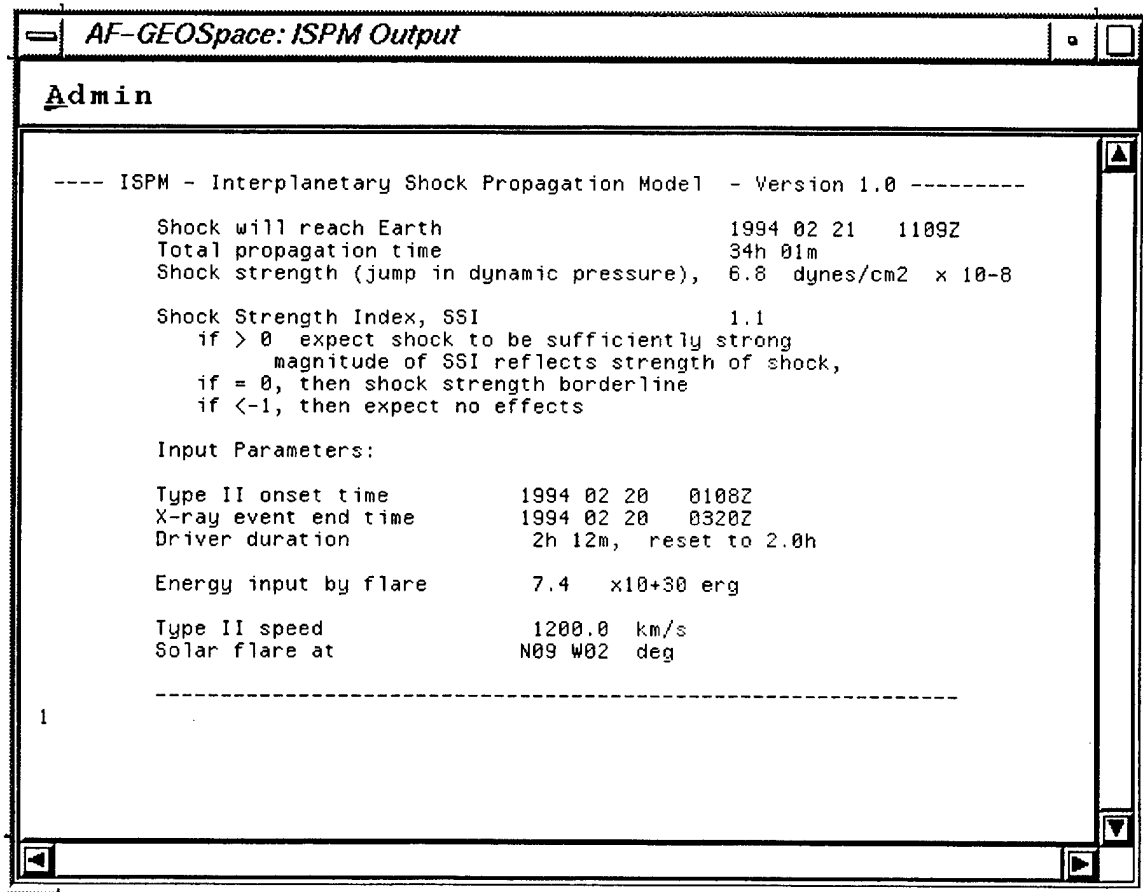 AF-GEOSpace: ISPM Output
Admin
---- ISPM - Interplanetary Shock Propagation Model - Version 1.0 ---------
Shock will reach Earth 1994 02 21 1109Z
Total propagation time 34h 01m
Shock strength (jump in dynamic pressure), 6.8 dynes/cm2 x 10-8
Shock Strength Index, SSI 1.1
if > 0 expect shock to be sufficiently strong
magnitude of SSI reflects strength of shock,
if = 0, then shock strength borderline
if <-1, then expect no effects
Input Parameters:
Type II onset time 1994 02 20 0108Z
X-ray event end time 1994 02 20 0320Z
Driver duration 2h 12m, reset to 2.0h
Energy input by flare 7.4 x10+30 erg
Type II speed 1200.0 km/s
Solar flare at N09 W02 deg
-------------------------------------------------------------
1